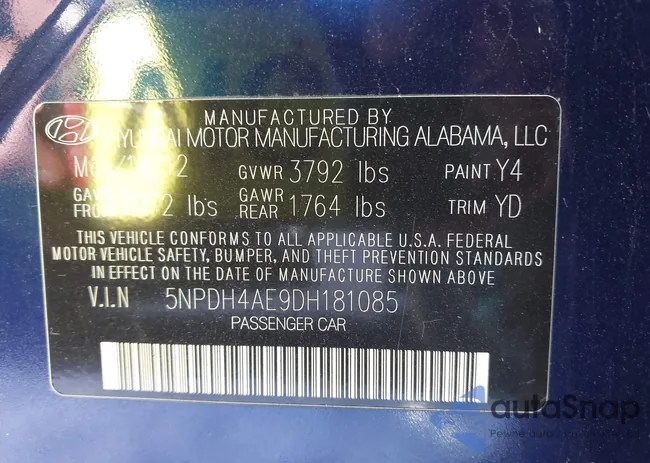 MANUFACTURED BY
HYUNDAI MOTOR MANUFACTURING ALABAMA, LLC
GVWR 3792 lbs PAINT Y4
lbs GAWR REAR 1764 lbs TRIM YD
THIS VEHICLE CONFORMS TO ALL APPLICABLE U.S.A. FEDERAL
MOTOR VEHICLE SAFETY, BUMPER, AND THEFT PREVENTION STANDARDS
IN EFFECT ON THE DATE OF MANUFACTURE SHOWN ABOVE
V.I.N 5NPDH4AE9DH181085
PASSENGER CAR
autoSnap